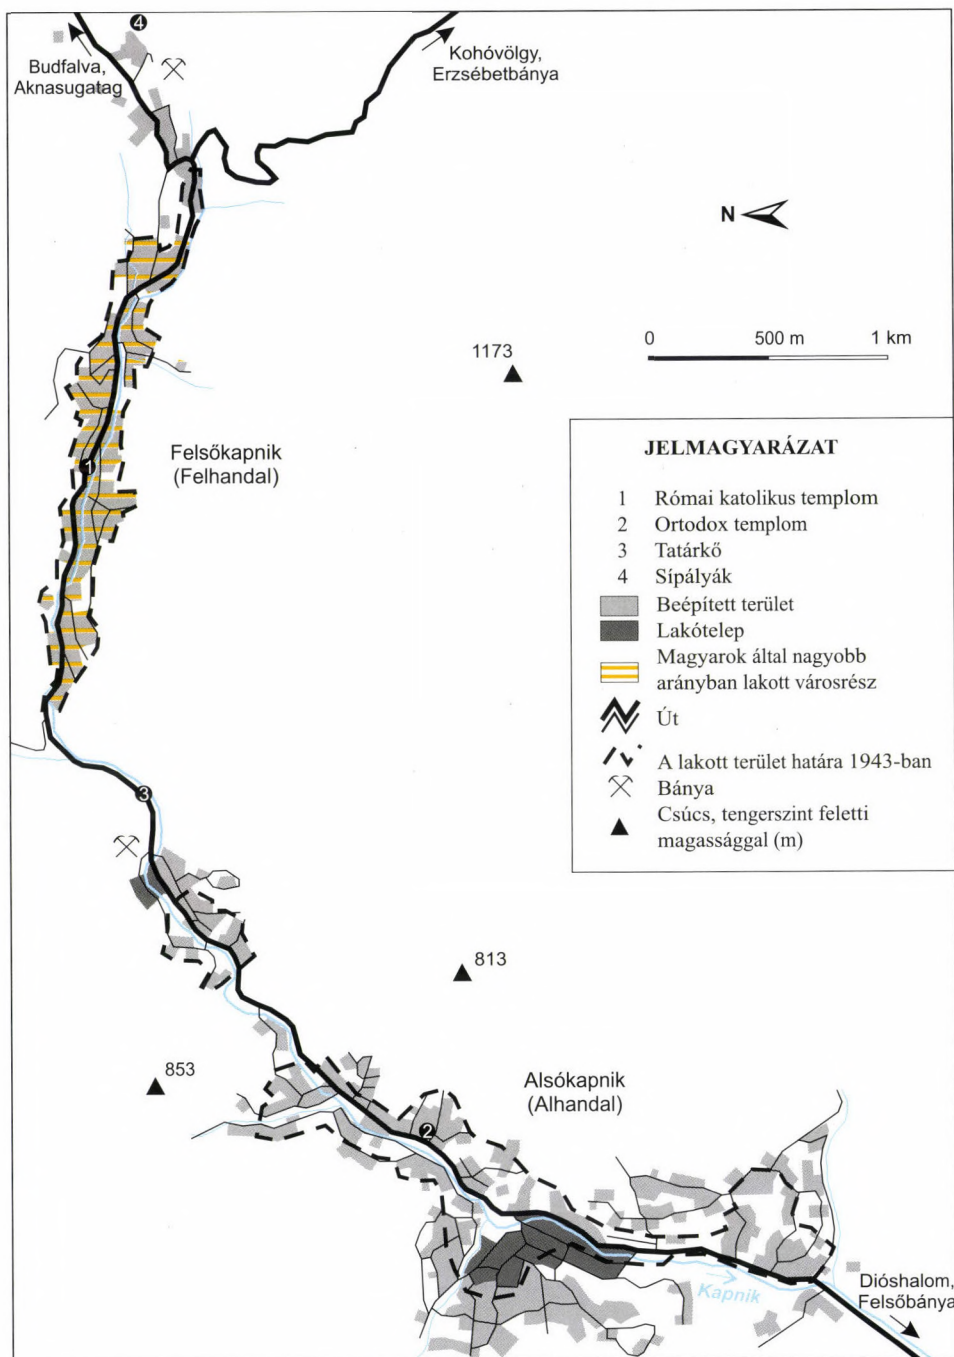 4
Budfalva,
Aknasugatag
Kohóvölgy,
Erzsébetbánya
N
0 500 m 1 km
1173
JELMAGYARÁZAT
1 Római katolikus templom
2 Ortodox templom
3 Tatárkő
4 Sípályák
Beépített terület
Lakótelep
Magyarok által nagyobb
arányban lakott városrész
Út
A lakott terület határa 1943-ban
Bánya
Csúcs, tengerszint feletti
magassággal (m)
Felsőkapnik
(Felhandal)
1
3
813
853
Alsókapnik
(Alhandal)
2
Kapnik
Dióshalom,
Felsőbánya